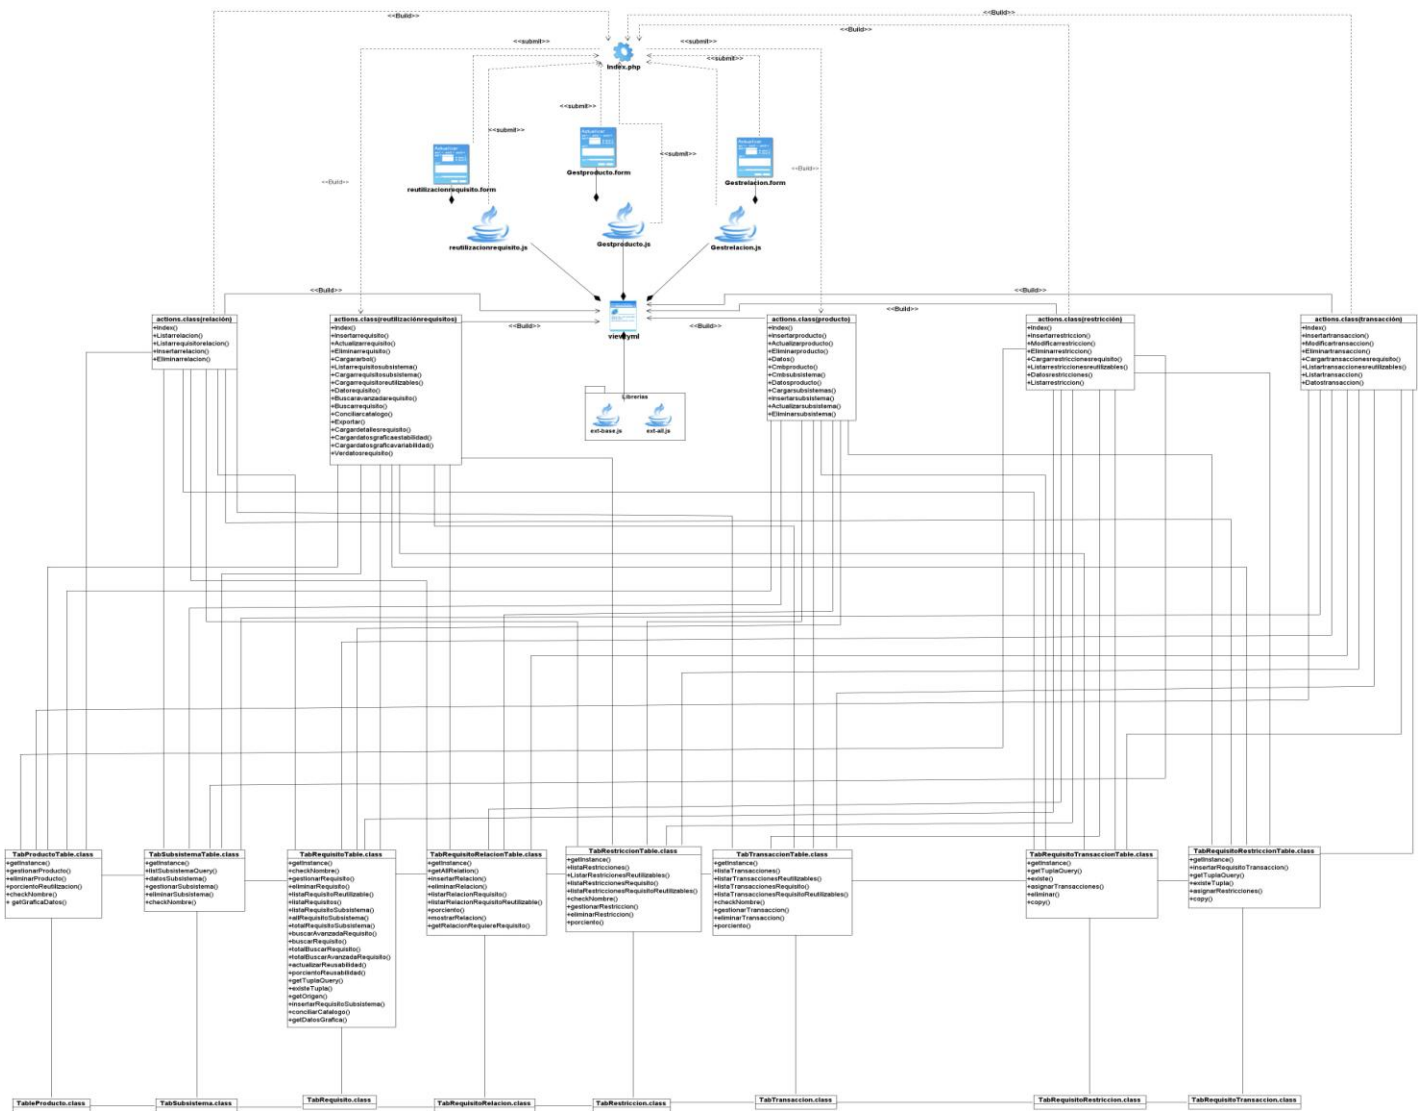 <<Build>>
<<Build>>
<<Build>>
<<submit>>
<<submit>>
<<submit>>
Index.php
<<submit>>
<<submit>>
<<submit>>
Gestproducto.form
<<Build>>
<<Build>>
reutilizacionrequisito.form
Gestrelacion.form
reutilizacionrequisito.js
Gestproducto.js
Gestrelacion.js
<<Build>>
<<Build>>
<<Build>>
<<Build>>
view.yml
Librerias
ext-base.js
ext-all.js
actions.class(relación)
+Index()
+Listarrelacion()
+Listarrequisitorelacion()
+Insertarrelacion()
+Eliminarrelacion()
actions.class(reutilizaciónrequisitos)
+Index()
+Insertarrequisito()
+Actualizarrequisito()
+Eliminarrequisito()
+Cargararbol()
+Listarrequisitosubsistema()
+Cargarrequisitosubsistema()
+Cargarrequisitoreutilizables()
+Datorequisito()
+Buscaravanzadarequisito()
+Buscarrequisito()
+Conciliarcatalogo()
+Exportar()
+Cargardetallesrequisito()
+Cargardatosgraficaestabilidad()
+Cargardatosgraficavariabilidad()
+Verdatosrequisito()
actions.class(producto)
+Index()
+Insertarproducto()
+Actualizarproducto()
+Eliminarproducto()
+Datos()
+Cmbproducto()
+Cmbsubsistema()
+Datosproducto()
+Cargarsubsistemas()
+Insertarsubsistema()
+Actualizarsubsistema()
+Eliminarsubsistema()
actions.class(restricción)
+Index()
+Insertarrestriccion()
+Modificarrestriccion()
+Eliminarrestriccion()
+Cargarrestriccionesrequisito()
+Listarrestriccionesreutilizables()
+Datosrestricciones()
+Listarrestriccion()
actions.class(transacción)
+Index()
+Insertartransaccion()
+Modificartransaccion()
+Eliminartransaccion()
+Cargartransaccionesrequisito()
+Listartransaccionesreutilizables()
+Listartransaccion()
+Datostransaccion()
TabProductoTable.class
+getInstance()
+gestionarProducto()
+eliminarProducto()
+porcientoReutilizacion()
+checkNombre()
+ getGraficaDatos()
TabSubsistemaTable.class
+getInstance()
+listSubsistemaQuery()
+datosSubsistema()
+gestionarSubsistema()
+eliminarSubsistema()
+checkNombre()
TabRequisitoTable.class
+getInstance()
+checkNombre()
+gestionarRequisito()
+eliminarRequisito()
+listaRequisitoReutilizable()
+listaRequisitos()
+listaRequisitoSubsistema()
+allRequisitoSubsistema()
+totalRequisitoSubsistema()
+buscarAvanzadaRequisito()
+buscarRequisito()
+totalBuscarRequisito()
+totalBuscarAvanzadaRequisito()
+actualizarReusabilidad()
+porcientoReusabilidad()
+getTuplaQuery()
+existeTupla()
+getOrigen()
+insertarRequisitoSubsistema()
+conciliarCatalogo()
+getDatosGrafica()
TabRequisitoRelacionTable.class
+getInstance()
+getAllRelation()
+insertarRelacion()
+eliminarRelacion()
+listarRelacionRequisito()
+listarRelacionRequisitoReutilizable()
+porciento()
+mostrarRelacion()
+getRelacionRequiereRequisito()
TabRestriccionTable.class
+getInstance()
+listaRestricciones()
+ListarRestricionesReutilizables()
+listaRestriccionesRequisito()
+listaRestriccionesRequisitoReutilizables()
+checkNombre()
+gestionarRestriccion()
+eliminarRestriccion()
+porciento()
TabTransaccionTable.class
+getInstance()
+listaTransacciones()
+listarTransaccionesReutilizables()
+listaTransaccionesRequisito()
+listaTransaccionesRequisitoReutilizables()
+checkNombre()
+gestionarTransaccion()
+eliminarTransaccion()
+porciento()
TabRequisitoTransaccionTable.class
+getInstance()
+getTuplaQuery()
+existe()
+asignarTransacciones()
+eliminar()
+copy()
TabRequisitoRestriccionTable.class
+getInstance()
+insertarRequisitoTransaccion()
+getTuplaQuery()
+existeTupla()
+asignarRestriciones()
+copy()
TableProducto.class
TabSubsistema.class
TabRequisito.class
TabRequisitoRelacion.class
TabRestriccion.class
TabTransaccion.class
TabRequisitoRestriccion.class
TabRequisitoTransaccion.class